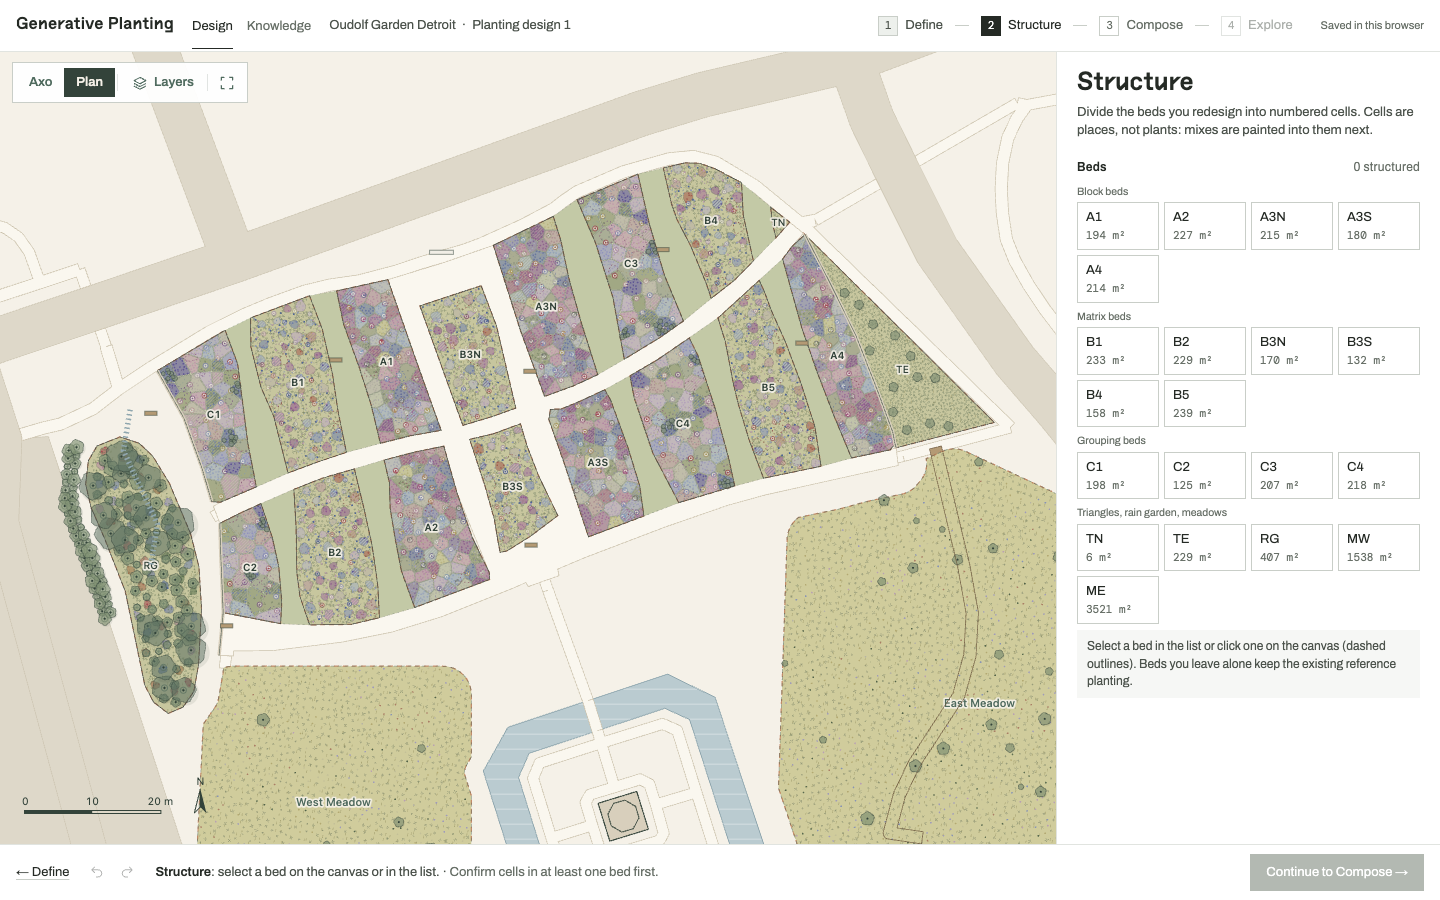 Generative Planting
Design
Knowledge
Oudolf Garden Detroit · Planting design 1
1 Define
2 Structure
3 Compose
4 Explore
Saved in this browser
Axo
Plan
Layers
B4
TN
C3
A3N
B3N
A1
B1
C1
A4
TE
B5
C4
A3S
B3S
A2
B2
C2
RG
East Meadow
West Meadow
N
0 10 20 m
Structure
Divide the beds you redesign into numbered cells. Cells are
places, not plants: mixes are painted into them next.
Beds 0 structured
Block beds
A1 A2 A3N A3S
194 m² 227 m² 215 m² 180 m²
A4
214 m²
Matrix beds
B1 B2 B3N B3S
233 m² 229 m² 170 m² 132 m²
B4 B5
158 m² 239 m²
Grouping beds
C1 C2 C3 C4
198 m² 125 m² 207 m² 218 m²
Triangles, rain garden, meadows
TN TE RG MW
6 m² 229 m² 407 m² 1538 m²
ME
3521 m²
Select a bed in the list or click one on the canvas (dashed
outlines). Beds you leave alone keep the existing reference
planting.
← Define
Structure: select a bed on the canvas or in the list. · Confirm cells in at least one bed first.
Continue to Compose →